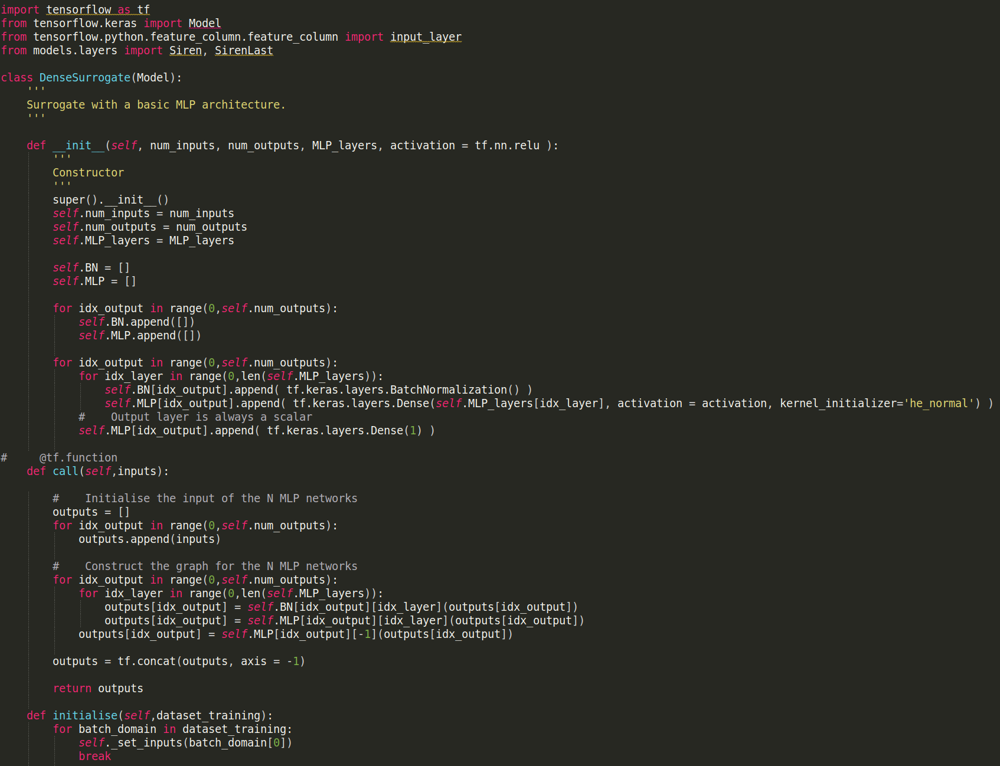 import tensorflow as tf
from tensorflow.keras import Model
from tensorflow.python.feature_column.feature_column import input_layer
from models.layers import Siren, SirenLast

class DenseSurrogate(Model):
    '''
    Surrogate with a basic MLP architecture.
    '''

    def __init__(self, num_inputs, num_outputs, MLP_layers, activation = tf.nn.relu ):
        '''
        Constructor
        '''
        super().__init__()
        self.num_inputs = num_inputs
        self.num_outputs = num_outputs
        self.MLP_layers = MLP_layers

        self.BN = []
        self.MLP = []

        for idx_output in range(0,self.num_outputs):
            self.BN.append([])
            self.MLP.append([])

        for idx_output in range(0,self.num_outputs):
            for idx_layer in range(0,len(self.MLP_layers)):
                self.BN[idx_output].append( tf.keras.layers.BatchNormalization() )
                self.MLP[idx_output].append( tf.keras.layers.Dense(self.MLP_layers[idx_layer], activation = activation, kernel_initializer='he_normal') )
            #    Output layer is always a scalar
            self.MLP[idx_output].append( tf.keras.layers.Dense(1) )

#     @tf.function
    def call(self,inputs):

        #    Initialise the input of the N MLP networks
        outputs = []
        for idx_output in range(0,self.num_outputs):
            outputs.append(inputs)

        #    Construct the graph for the N MLP networks
        for idx_output in range(0,self.num_outputs):
            for idx_layer in range(0,len(self.MLP_layers)):
                outputs[idx_output] = self.BN[idx_output][idx_layer](outputs[idx_output])
                outputs[idx_output] = self.MLP[idx_output][idx_layer](outputs[idx_output])
            outputs[idx_output] = self.MLP[idx_output][-1](outputs[idx_output])

        outputs = tf.concat(outputs, axis = -1)

        return outputs

    def initialise(self,dataset_training):
        for batch_domain in dataset_training:
            self._set_inputs(batch_domain[0])
            break